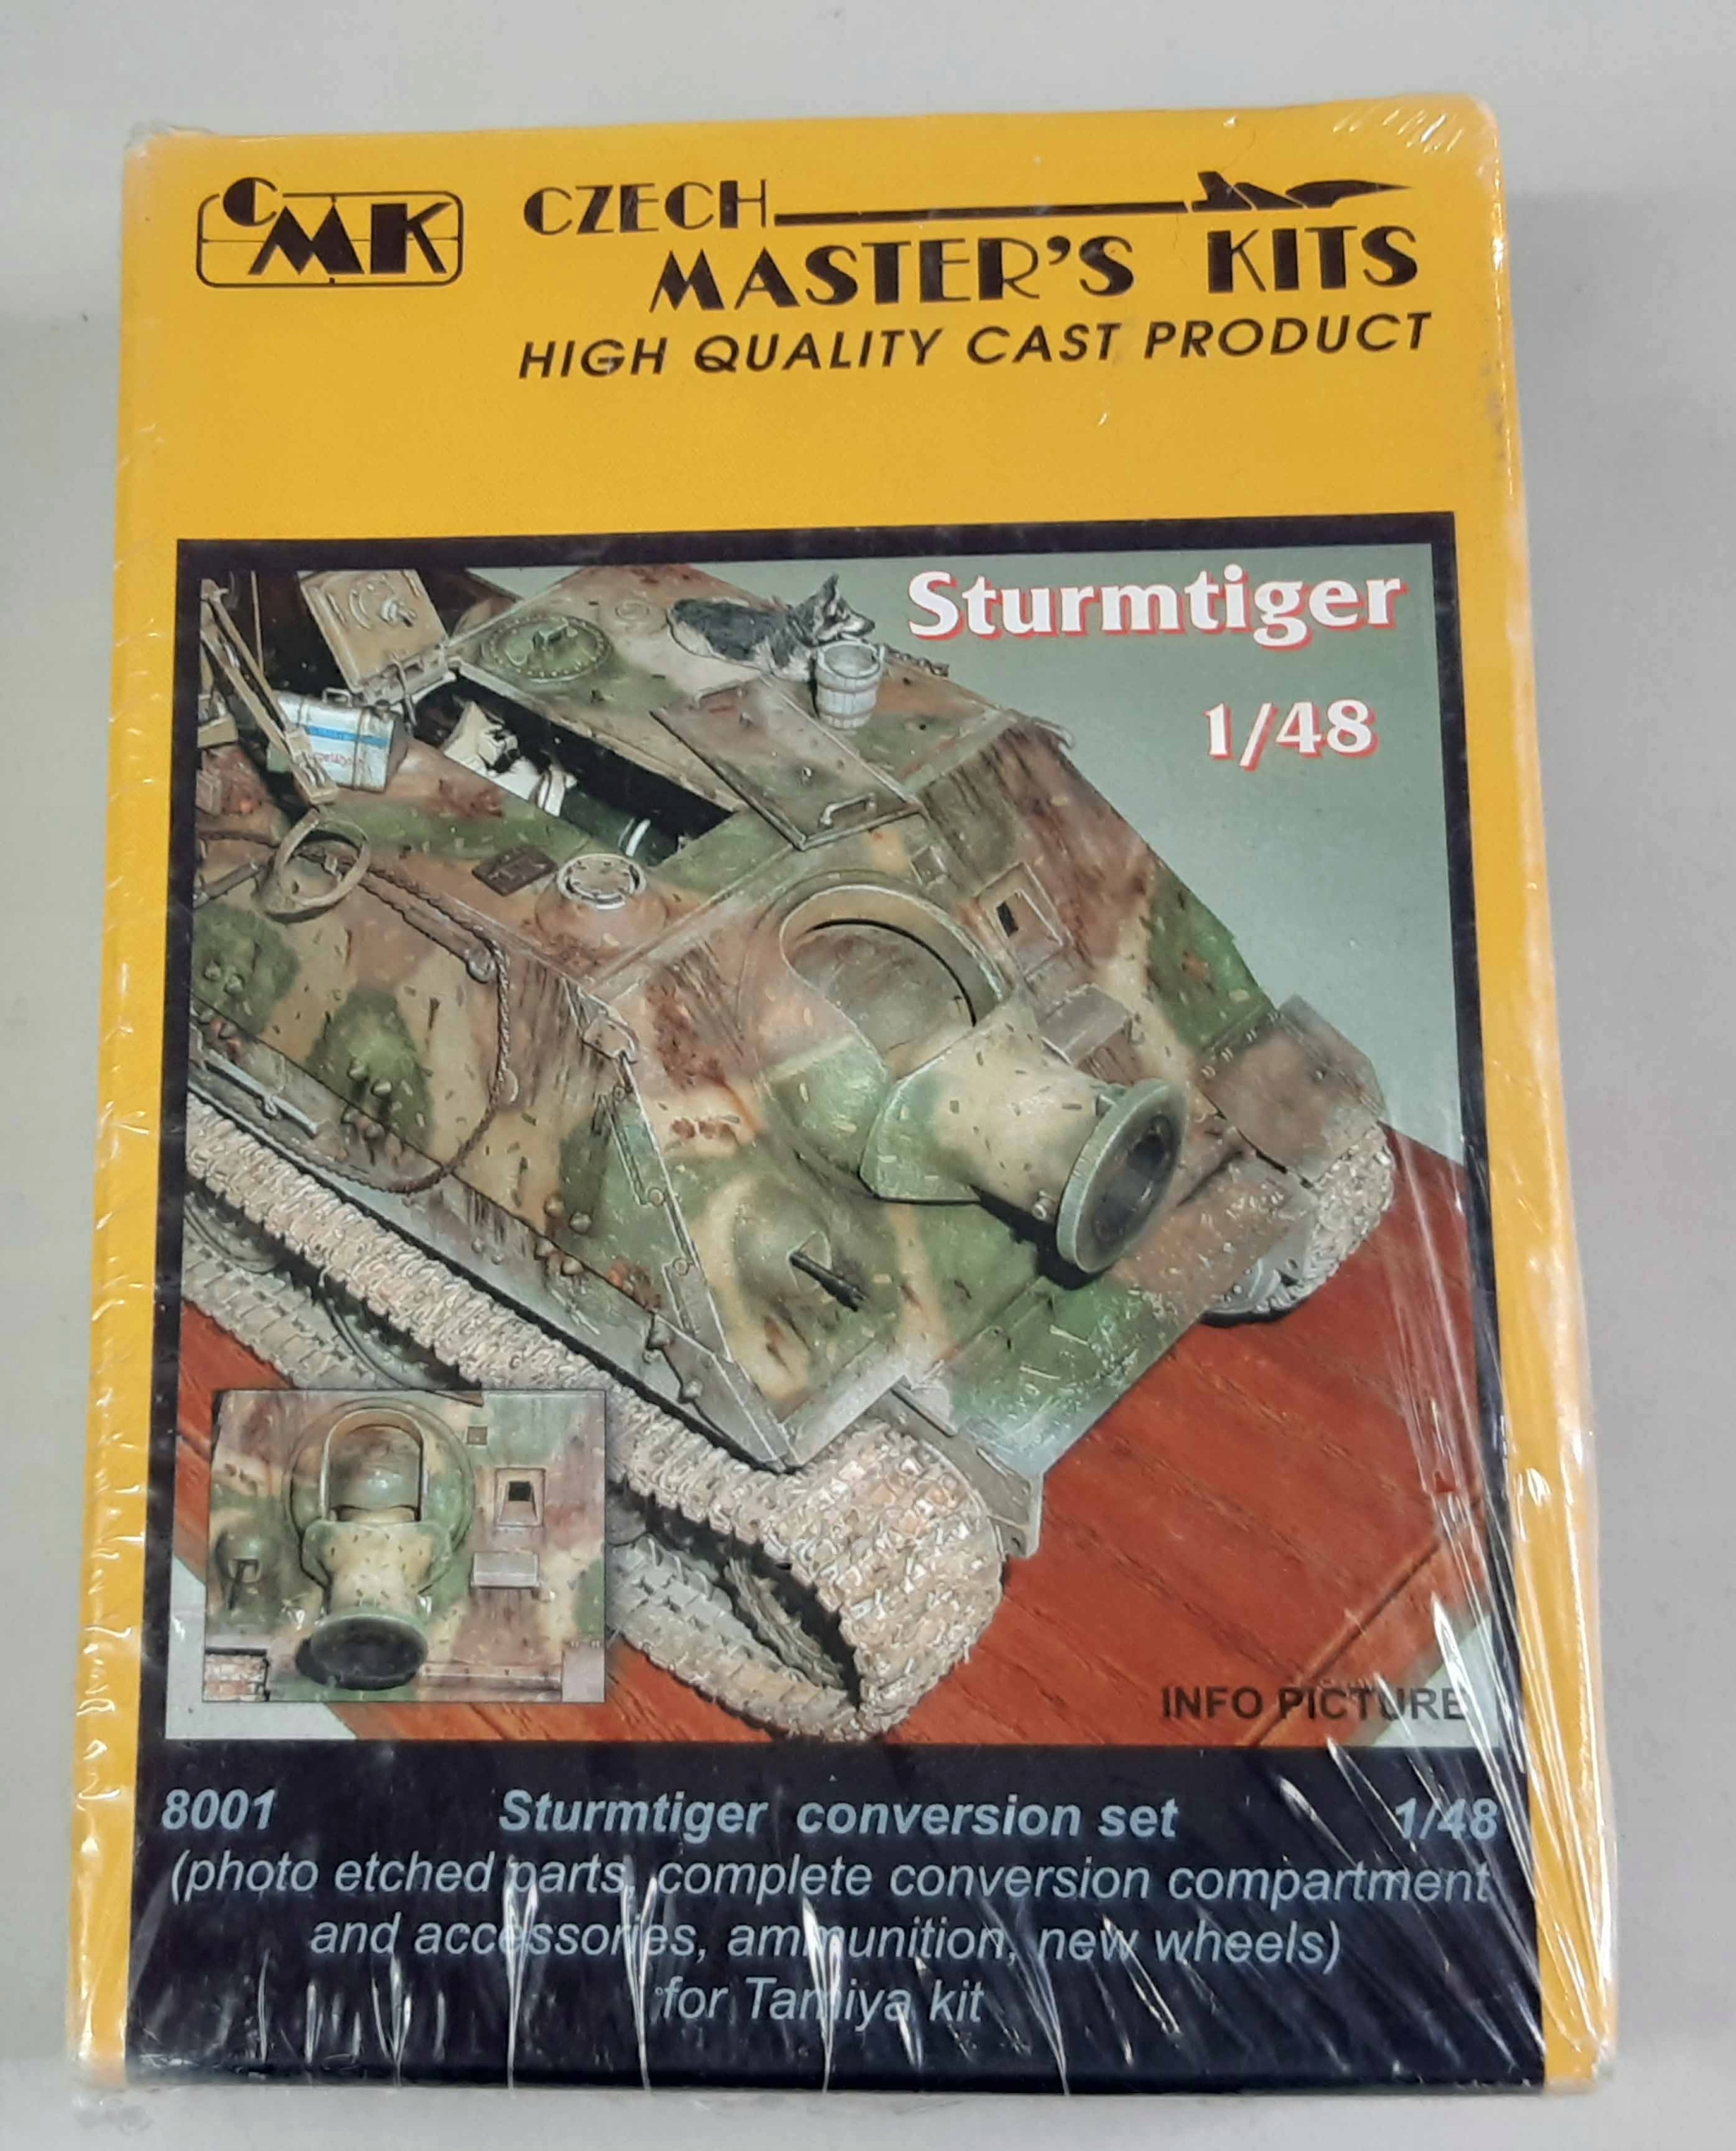 CMK
CZECH
MASTER'S KITS
HIGH QUALITY CAST PRODUCT
Sturmtiger
1/48
INFO PICTURE
8001 Sturmtiger conversion set 1/48
(photo etched parts, complete conversion compartment
and accessories, ammunition, new wheels)
for Tamiya kit